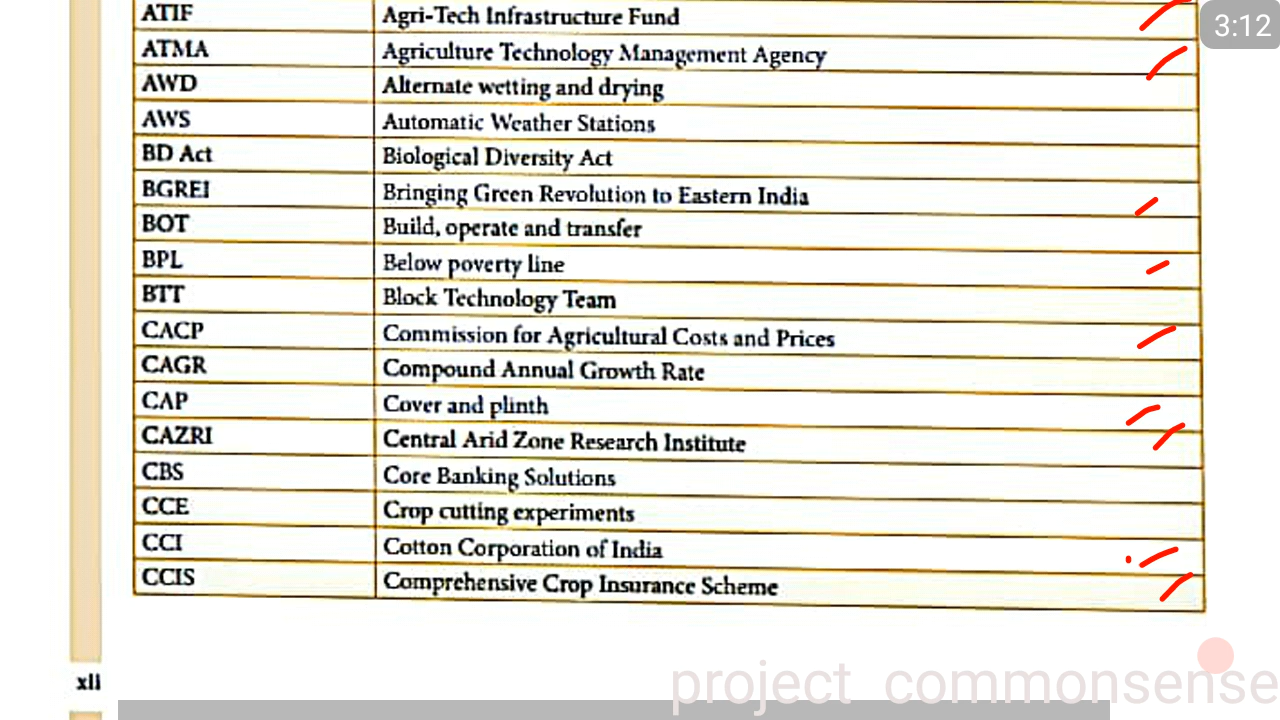 ATIF Agri-Tech Infrastructure Fund
3:12
ATMA Agriculture Technology Management Agency
AWD Alternate wetting and drying
AWS Automatic Weather Stations
BD Act Biological Diversity Act
BGREI Bringing Green Revolution to Eastern India
BOT Build, operate and transfer
BPL Below poverty line
BTT Block Technology Team
CACP Commission for Agricultural Costs and Prices
CAGR Compound Annual Growth Rate
CAP Cover and plinth
CAZRI Central Arid Zone Research Institute
CBS Core Banking Solutions
CCE Crop cutting experiments
CCI Cotton Corporation of India
CCIS Comprehensive Crop Insurance Scheme
xli
project commonsense